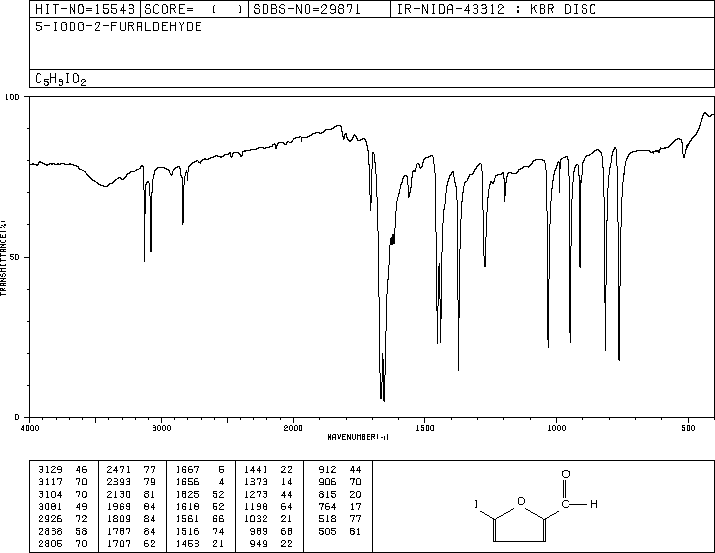 HIT-NO=15543 SCORE= ( ) SDBS-NO=29871 IR-NIDA-43312 : KBR DISC
5-IODO-2-FURALDEHYDE
C5H3IO2
100
50
0
TRANSMITTANCE(%)
4000 3000 2000 1500 1000 500
WAVENUMBER(-1)
3129 46 2471 77 1667 5 1441 22 912 44
3117 70 2393 79 1656 4 1373 14 906 70
3104 70 2130 81 1625 52 1273 44 815 20
3081 49 1969 84 1618 52 1198 64 764 17
2926 72 1809 84 1561 66 1032 21 518 77
2838 58 1787 84 1516 74 989 68 505 81
2805 70 1707 62 1453 21 949 22
O
I O C H